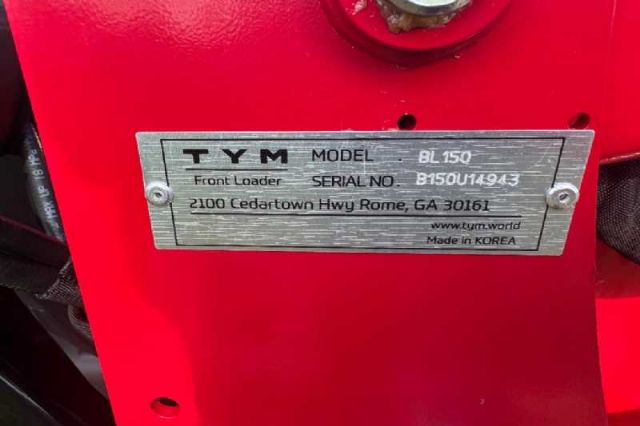 TYM MODEL . BL150
Front Loader SERIAL NO. B150U14943
2100 Cedartown Hwy Rome, GA 30161
www.tym.world
Made in KOREA